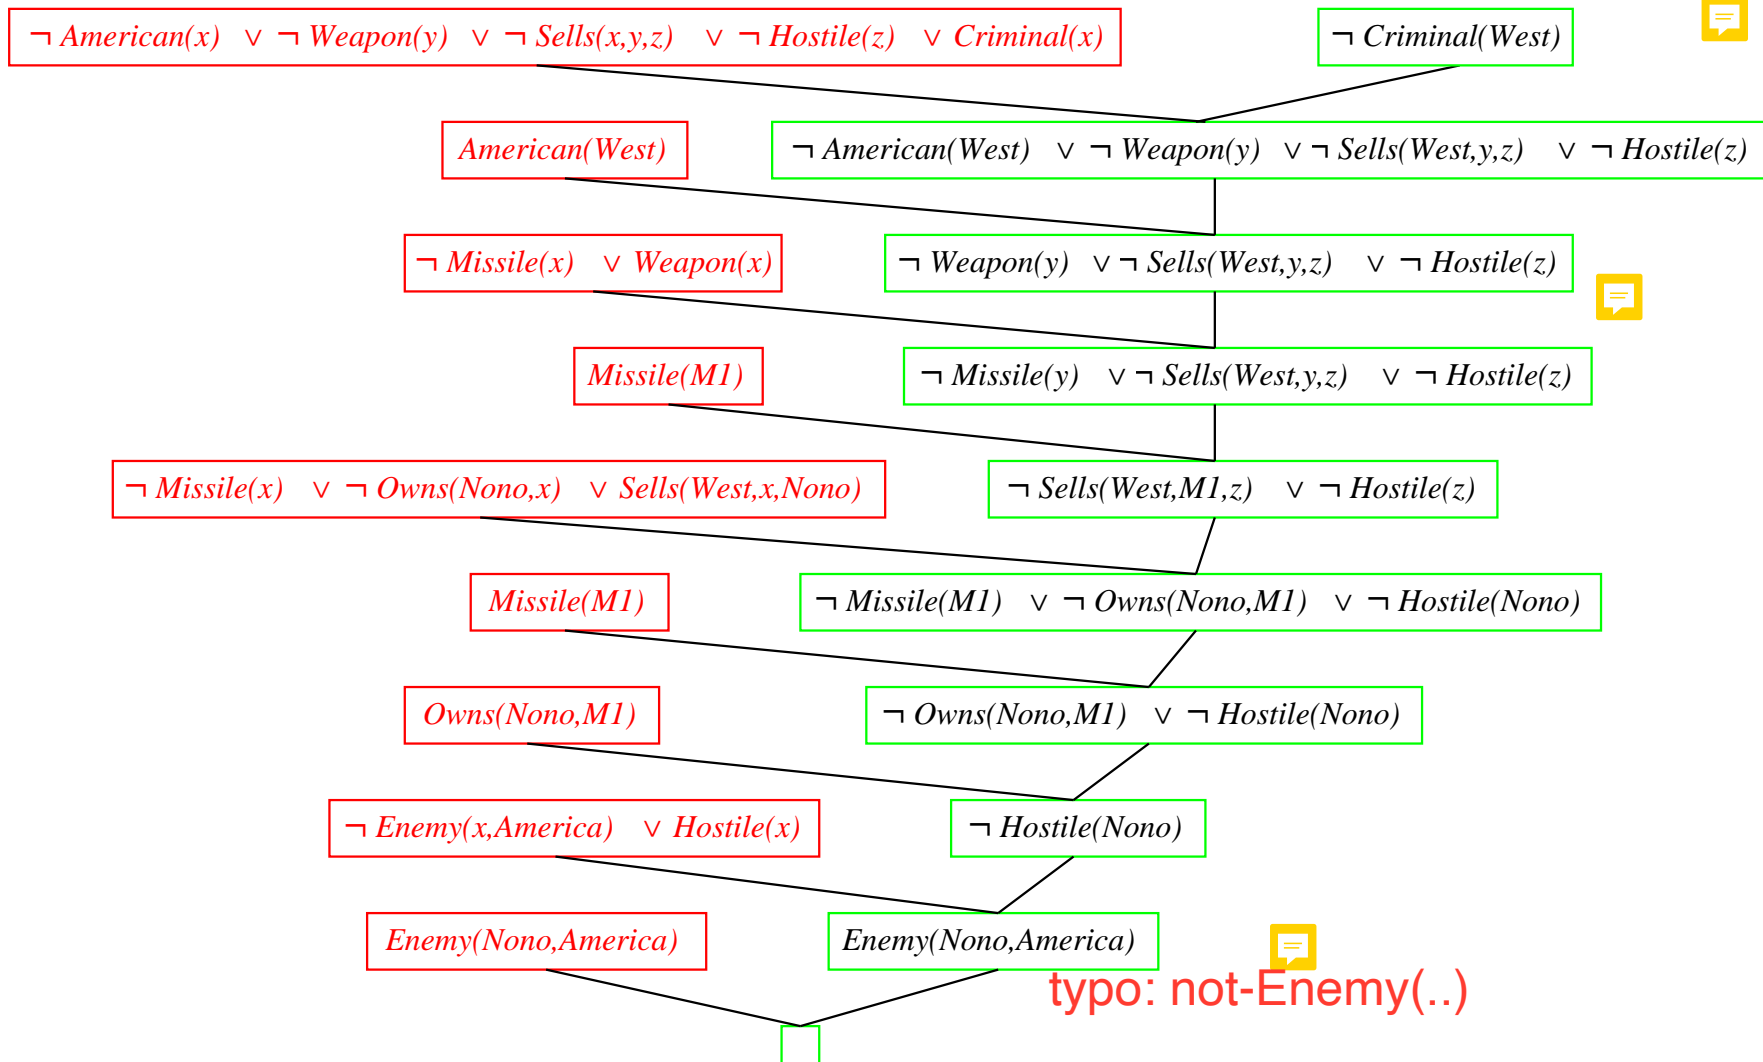 ¬ American(x) ∨ ¬ Weapon(y) ∨ ¬ Sells(x,y,z) ∨ ¬ Hostile(z) ∨ Criminal(x) ¬ Criminal(West)
American(West) ¬ American(West) ∨ ¬ Weapon(y) ∨ ¬ Sells(West,y,z) ∨ ¬ Hostile(z)
¬ Missile(x) ∨ Weapon(x) ¬ Weapon(y) ∨ ¬ Sells(West,y,z) ∨ ¬ Hostile(z)
Missile(M1) ¬ Missile(y) ∨ ¬ Sells(West,y,z) ∨ ¬ Hostile(z)
¬ Missile(x) ∨ ¬ Owns(Nono,x) ∨ Sells(West,x,Nono) ¬ Sells(West,M1,z) ∨ ¬ Hostile(z)
Missile(M1) ¬ Missile(M1) ∨ ¬ Owns(Nono,M1) ∨ ¬ Hostile(Nono)
Owns(Nono,M1) ¬ Owns(Nono,M1) ∨ ¬ Hostile(Nono)
¬ Enemy(x,America) ∨ Hostile(x) ¬ Hostile(Nono)
Enemy(Nono,America) Enemy(Nono,America)
typo: not-Enemy(..)